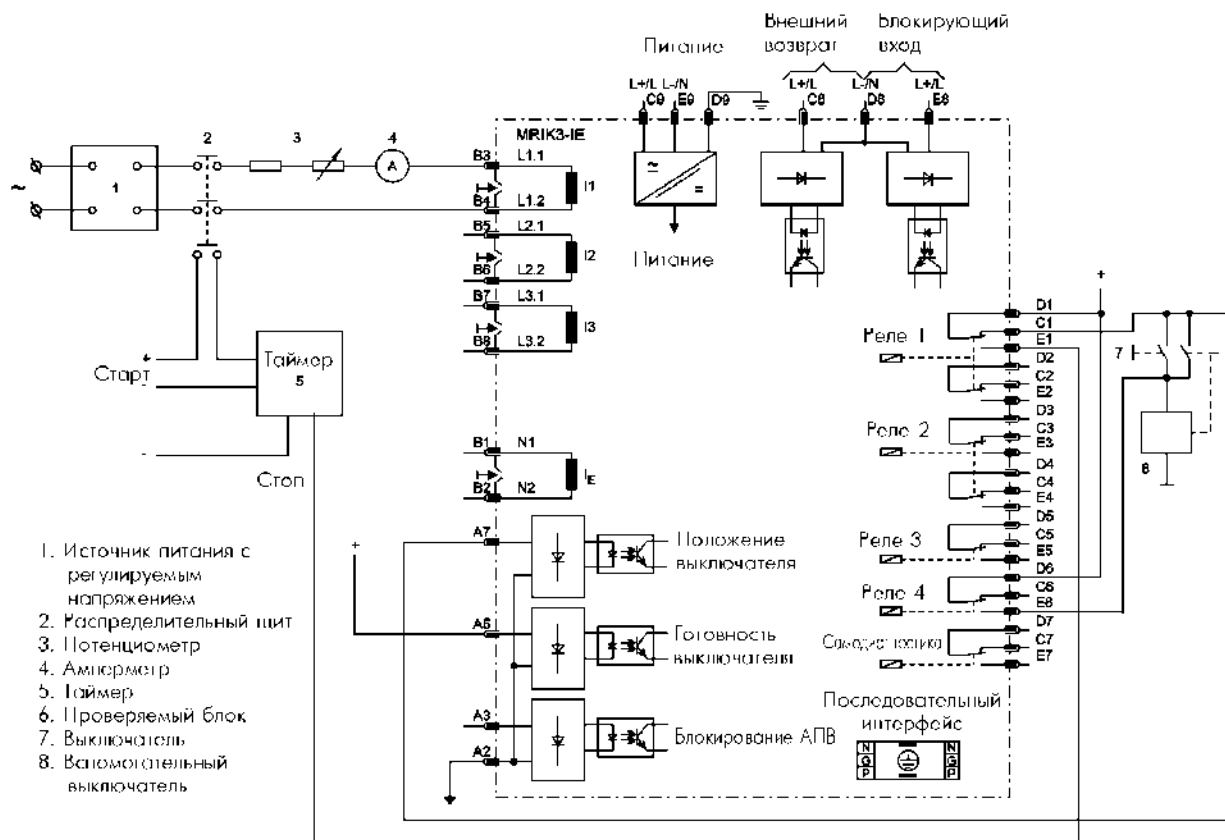 Внешний возврат
Блокирующий вход
Питание
L+/L L-/N
C9 E9 D9
L+/L L-/N L+/L
C8 D8 E8
MRIK3-IE
2 3 4
~
1
A
B3 L1.1
I1
B4 L1.2
B5 L2.1
I2
B6 L2.2
B7 L3.1
I3
B8 L3.2
=
Питание
+
Старт
-
Таймер
5
-
Стоп
B1 N1
IE
B2 N2
Реле 1
Реле 2
Реле 3
Реле 4
Самодиагностика
D1
C1
E1
D2
C2
E2
D3
C3
E3
D4
C4
E4
D5
C5
E5
D6
C6
E6
D7
C7
E7
+
7
8
+
A7
Положение выключателя
A6
Готовность выключателя
A3
Блокирование АПВ
A2
Последовательный интерфейс
N N
G G
P P
1. Источник питания с
регулируемым
напряжением
2. Распределительный щит
3. Потенциометр
4. Амперметр
5. Таймер
6. Проверяемый блок
7. Выключатель
8. Вспомогательный
выключатель